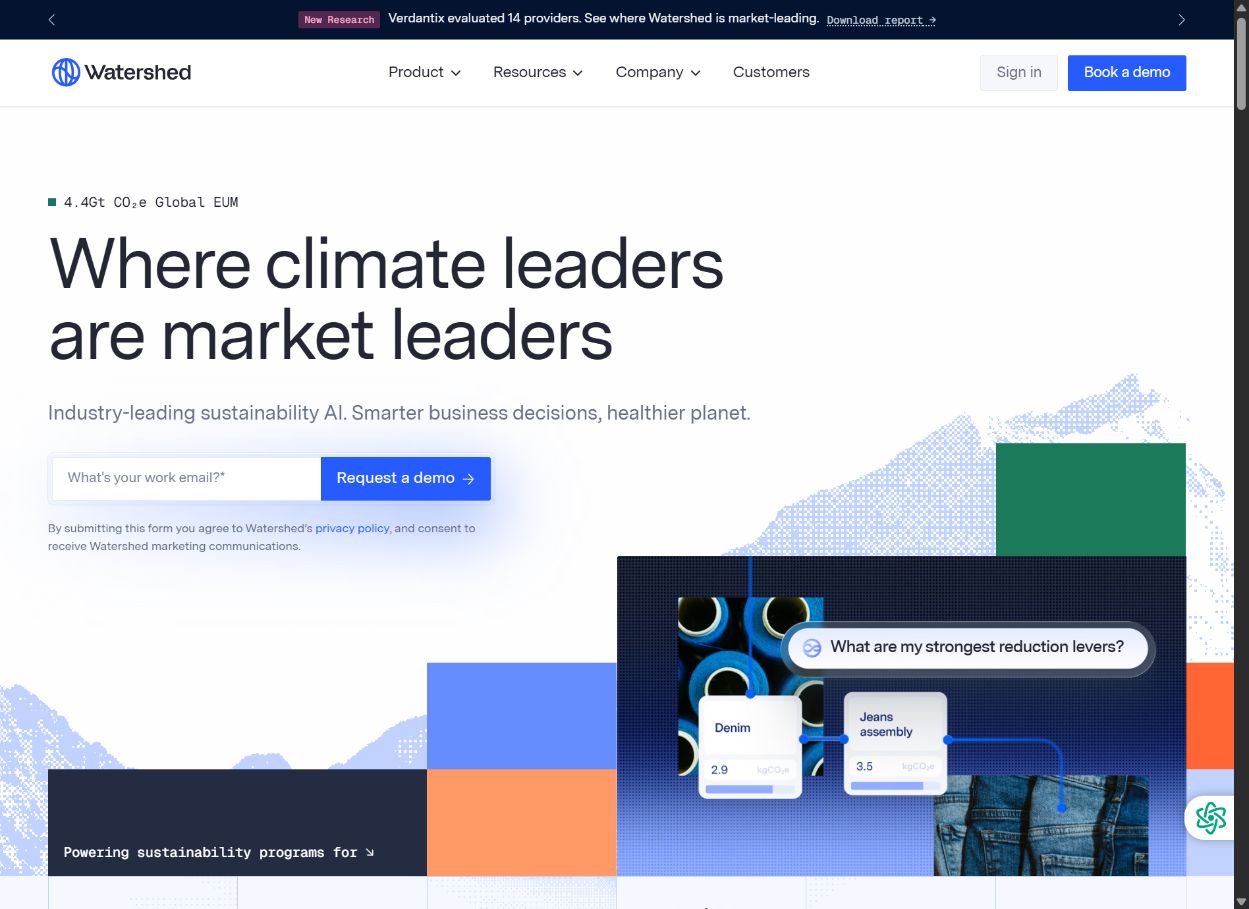 New Research Verdantix evaluated 14 providers. See where Watershed is market-leading. Download report →
Watershed Product Resources Company Customers Sign in Book a demo
4.4Gt CO₂e Global EUM
Where climate leaders
are market leaders
Industry-leading sustainability AI. Smarter business decisions, healthier planet.
What's your work email?* Request a demo →
By submitting this form you agree to Watershed's privacy policy, and consent to
receive Watershed marketing communications.
What are my strongest reduction levers?
Denim
2.9 kgCO₂e
Jeans
assembly
3.5 kgCO₂e
Powering sustainability programs for ↘